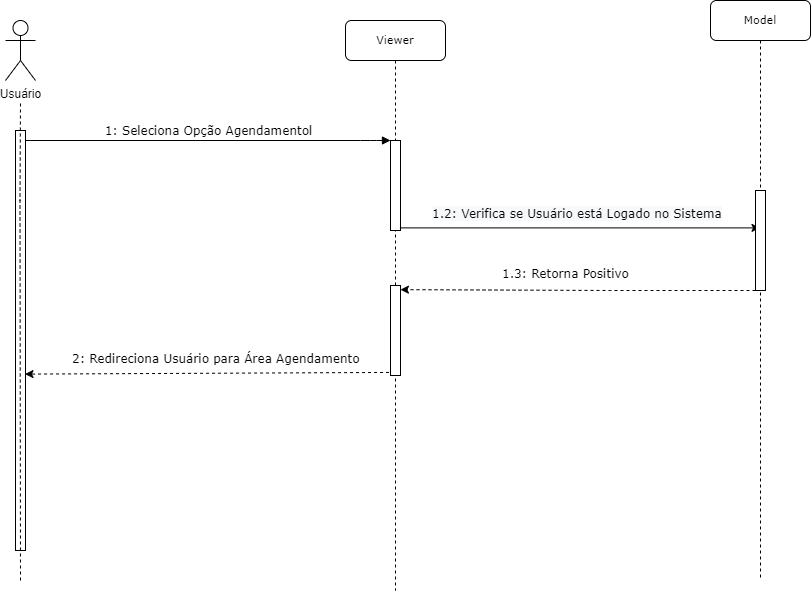 Model
Viewer
Usuário
1: Seleciona Opção Agendamentol
1.2: Verifica se Usuário está Logado no Sistema
1.3: Retorna Positivo
2: Redireciona Usuário para Área Agendamento